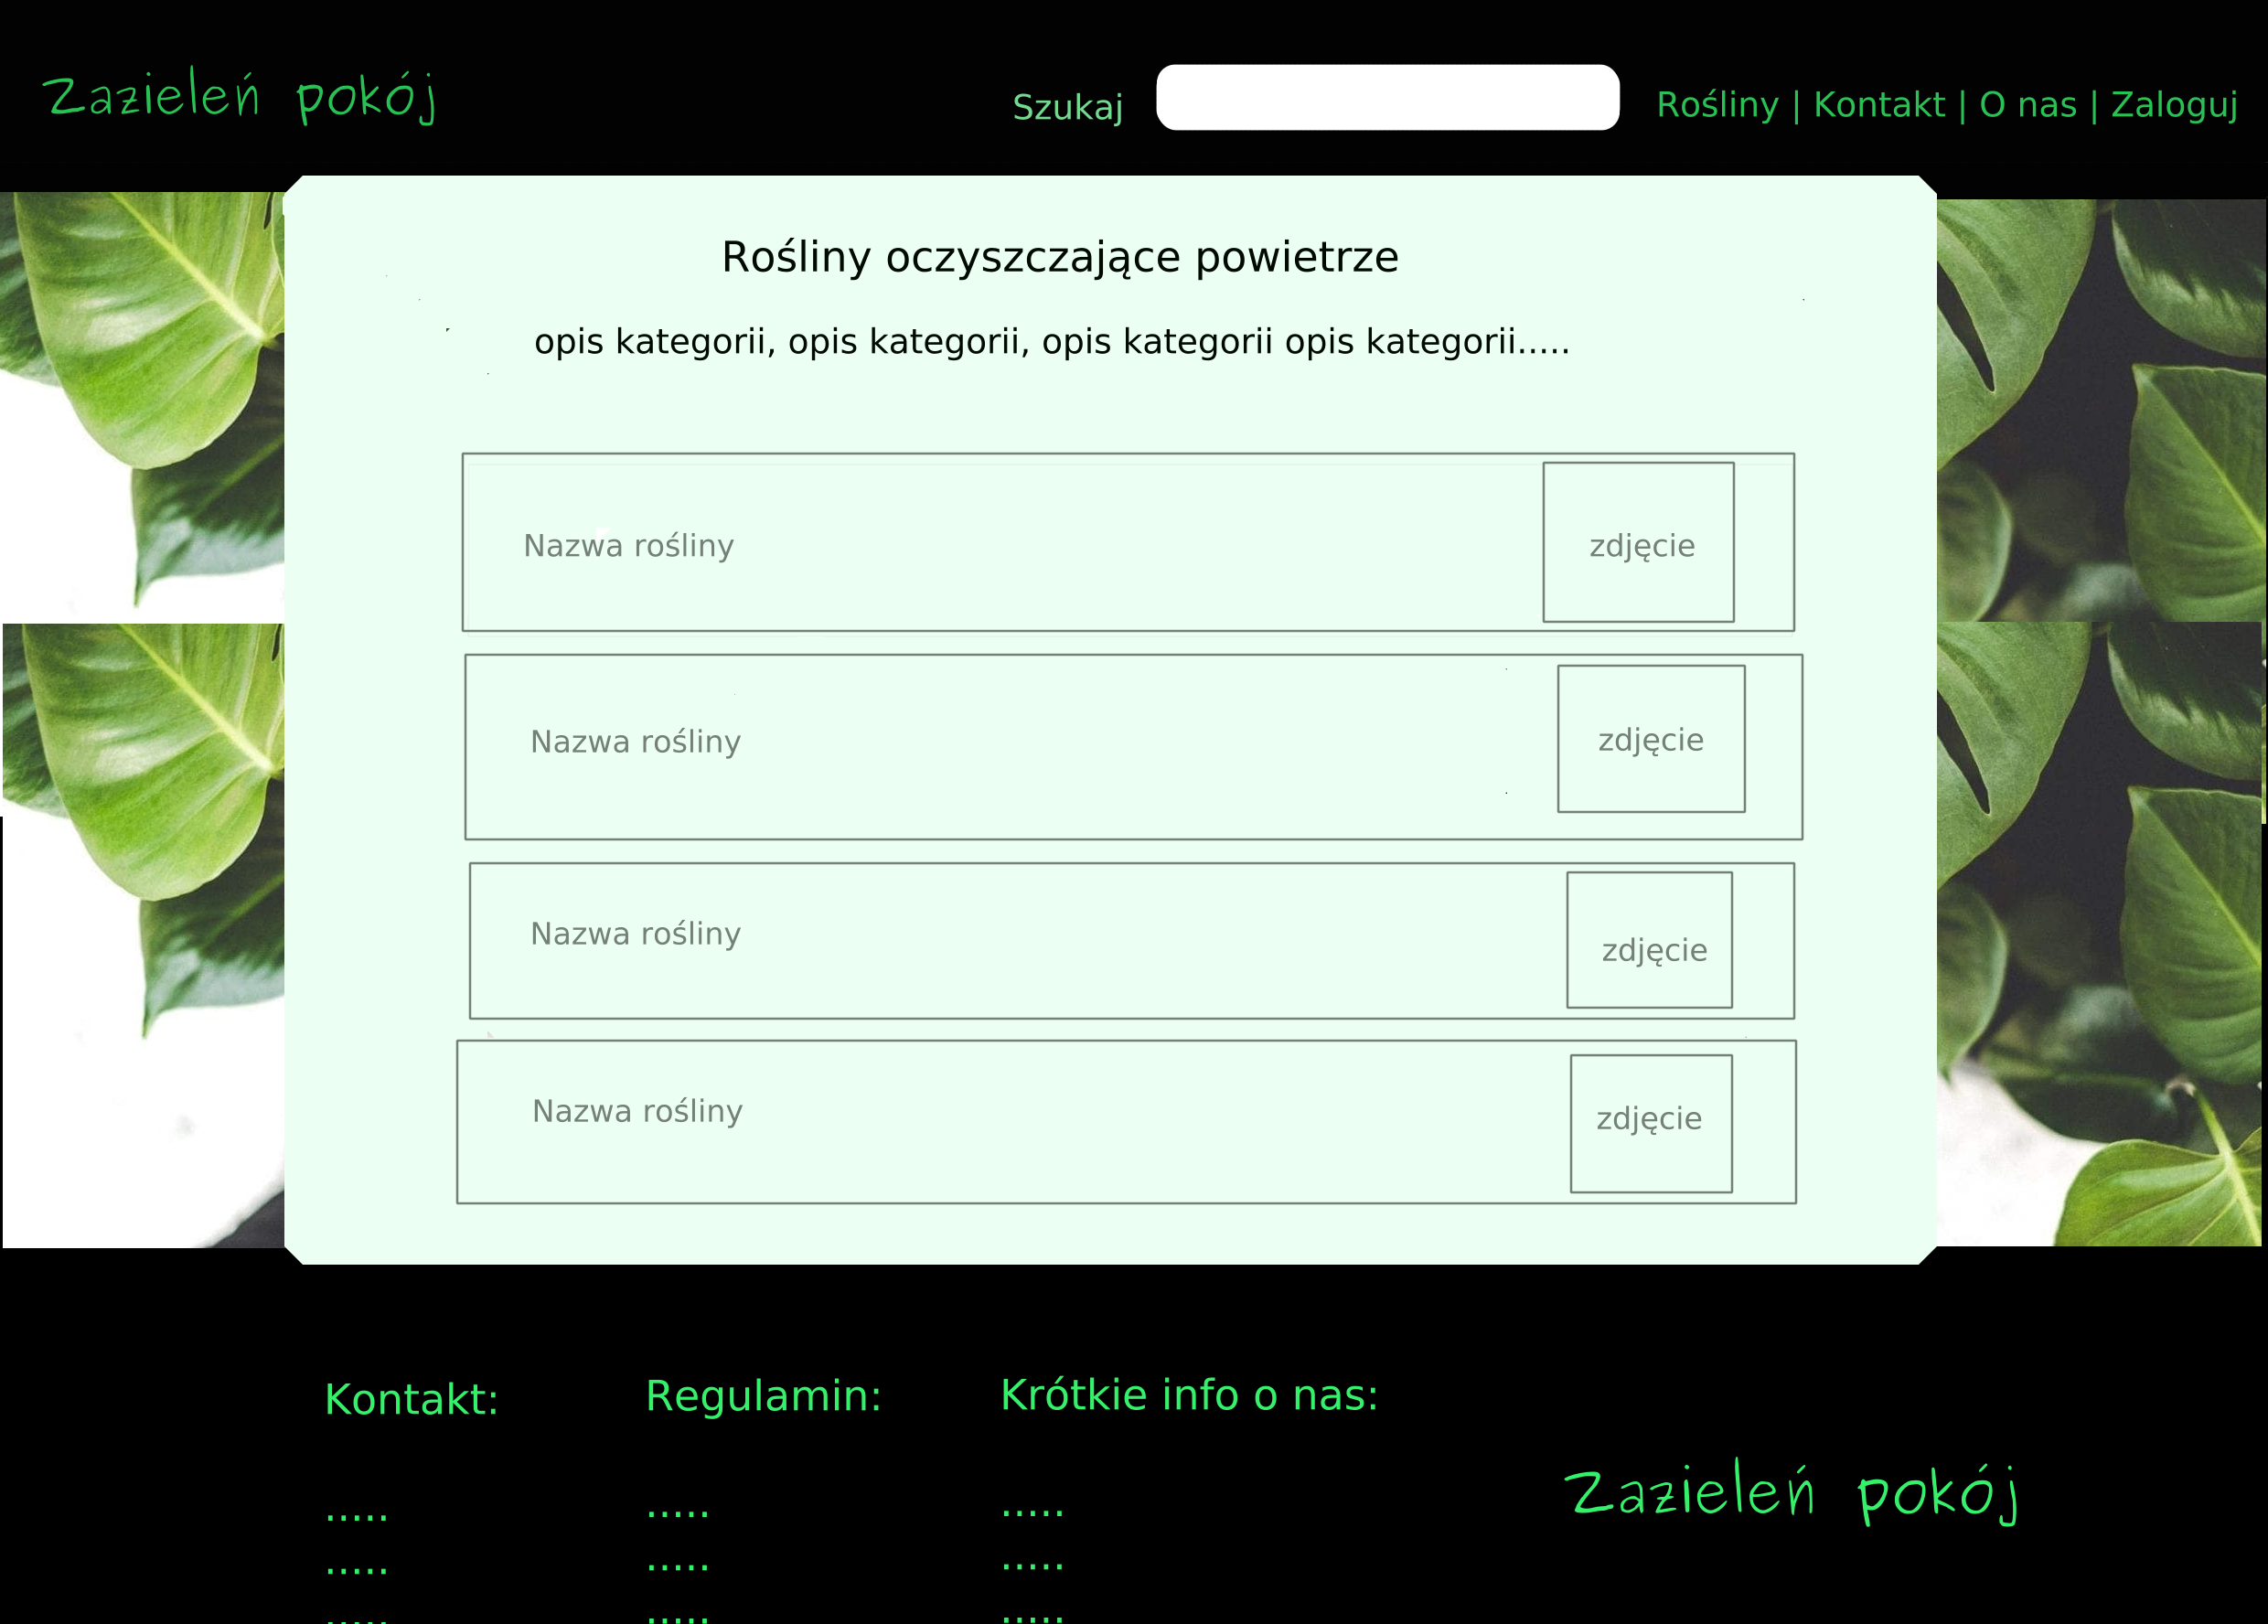 Zazieleń pokój
Szukaj
Rośliny | Kontakt | O nas | Zaloguj
Rośliny oczyszczające powietrze
opis kategorii, opis kategorii, opis kategorii opis kategorii.....
Nazwa rośliny zdjęcie
Nazwa rośliny zdjęcie
Nazwa rośliny zdjęcie
Nazwa rośliny zdjęcie
Kontakt: Regulamin: Krótkie info o nas:
..... ..... .....
..... ..... .....
..... ..... .....
Zazieleń pokój